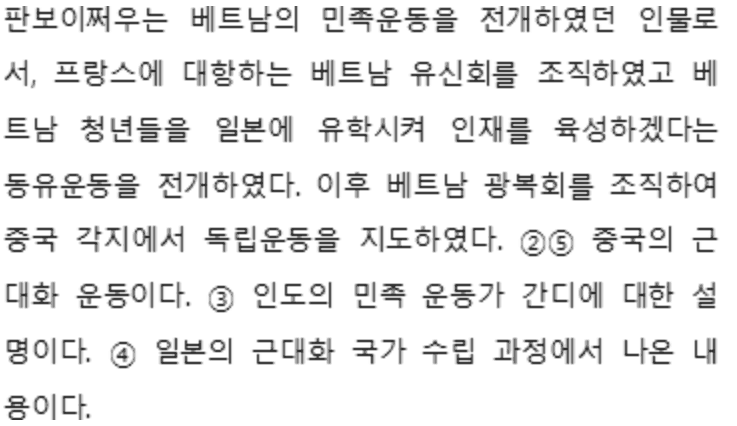 판보이쩌우는 베트남의 민족운동을 전개하였던 인물로
서, 프랑스에 대항하는 베트남 유신회를 조직하였고 베
트남 청년들을 일본에 유학시켜 인재를 육성하겠다는
동유운동을 전개하였다. 이후 베트남 광복회를 조직하여
중국 각지에서 독립운동을 지도하였다. ②⑤ 중국의 근
대화 운동이다. ③ 인도의 민족 운동가 간디에 대한 설
명이다. ④ 일본의 근대화 국가 수립 과정에서 나온 내
용이다.